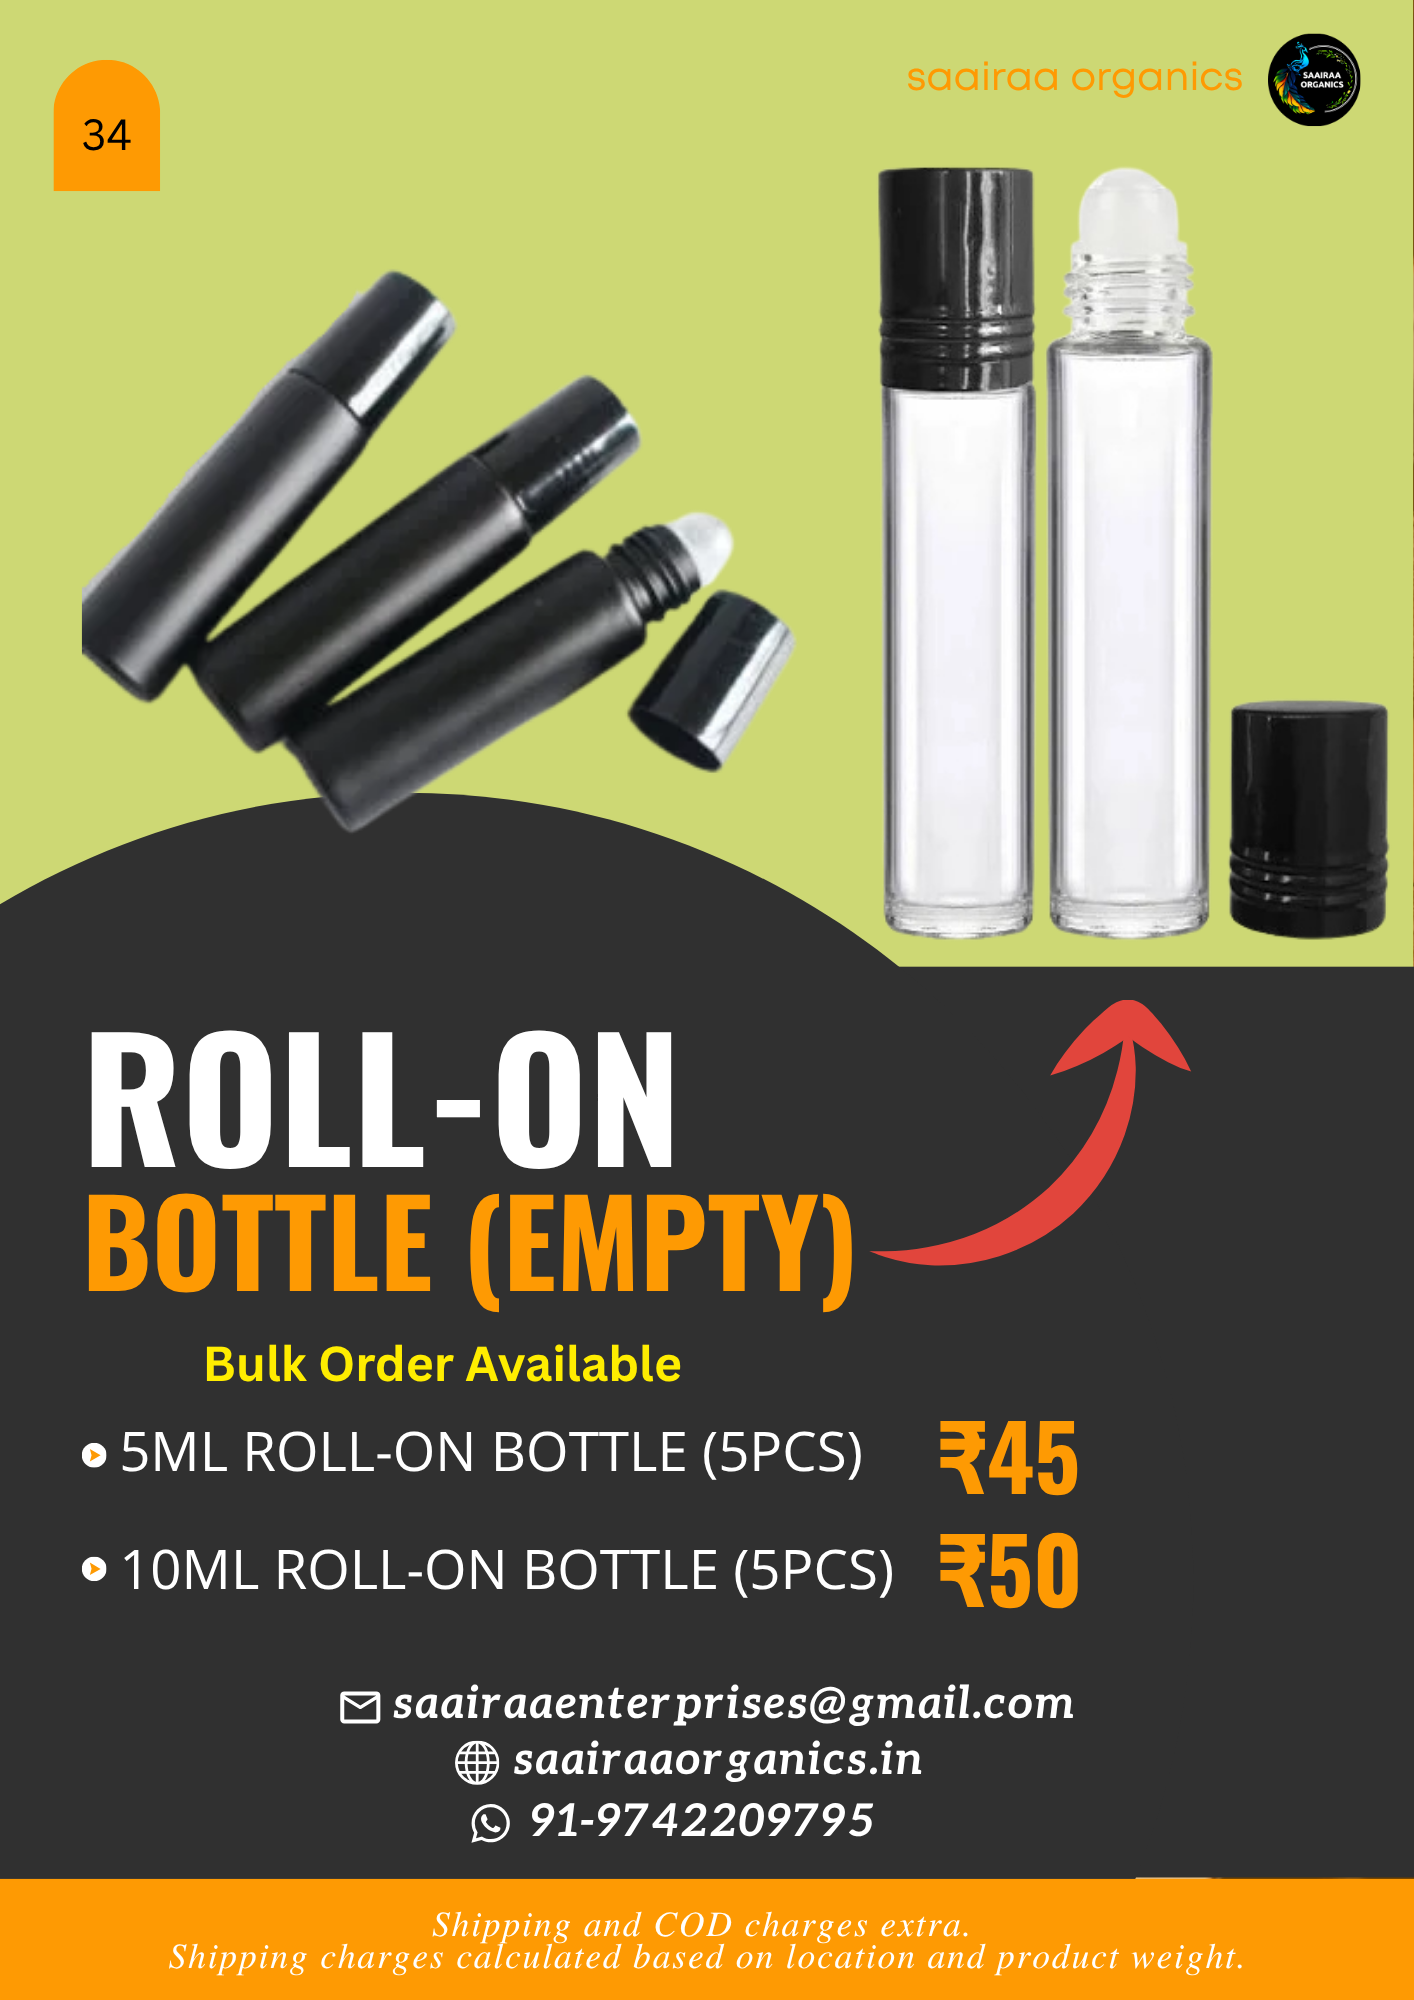 34
saairaa organics
SAAIRAA
ORGANICS
ROLL-ON
BOTTLE (EMPTY)
Bulk Order Available
5ML ROLL-ON BOTTLE (5PCS) ₹45
10ML ROLL-ON BOTTLE (5PCS) ₹50
saairaaenterprises@gmail.com
saairaaorganics.in
91-9742209795
Shipping and COD charges extra.
Shipping charges calculated based on location and product weight.